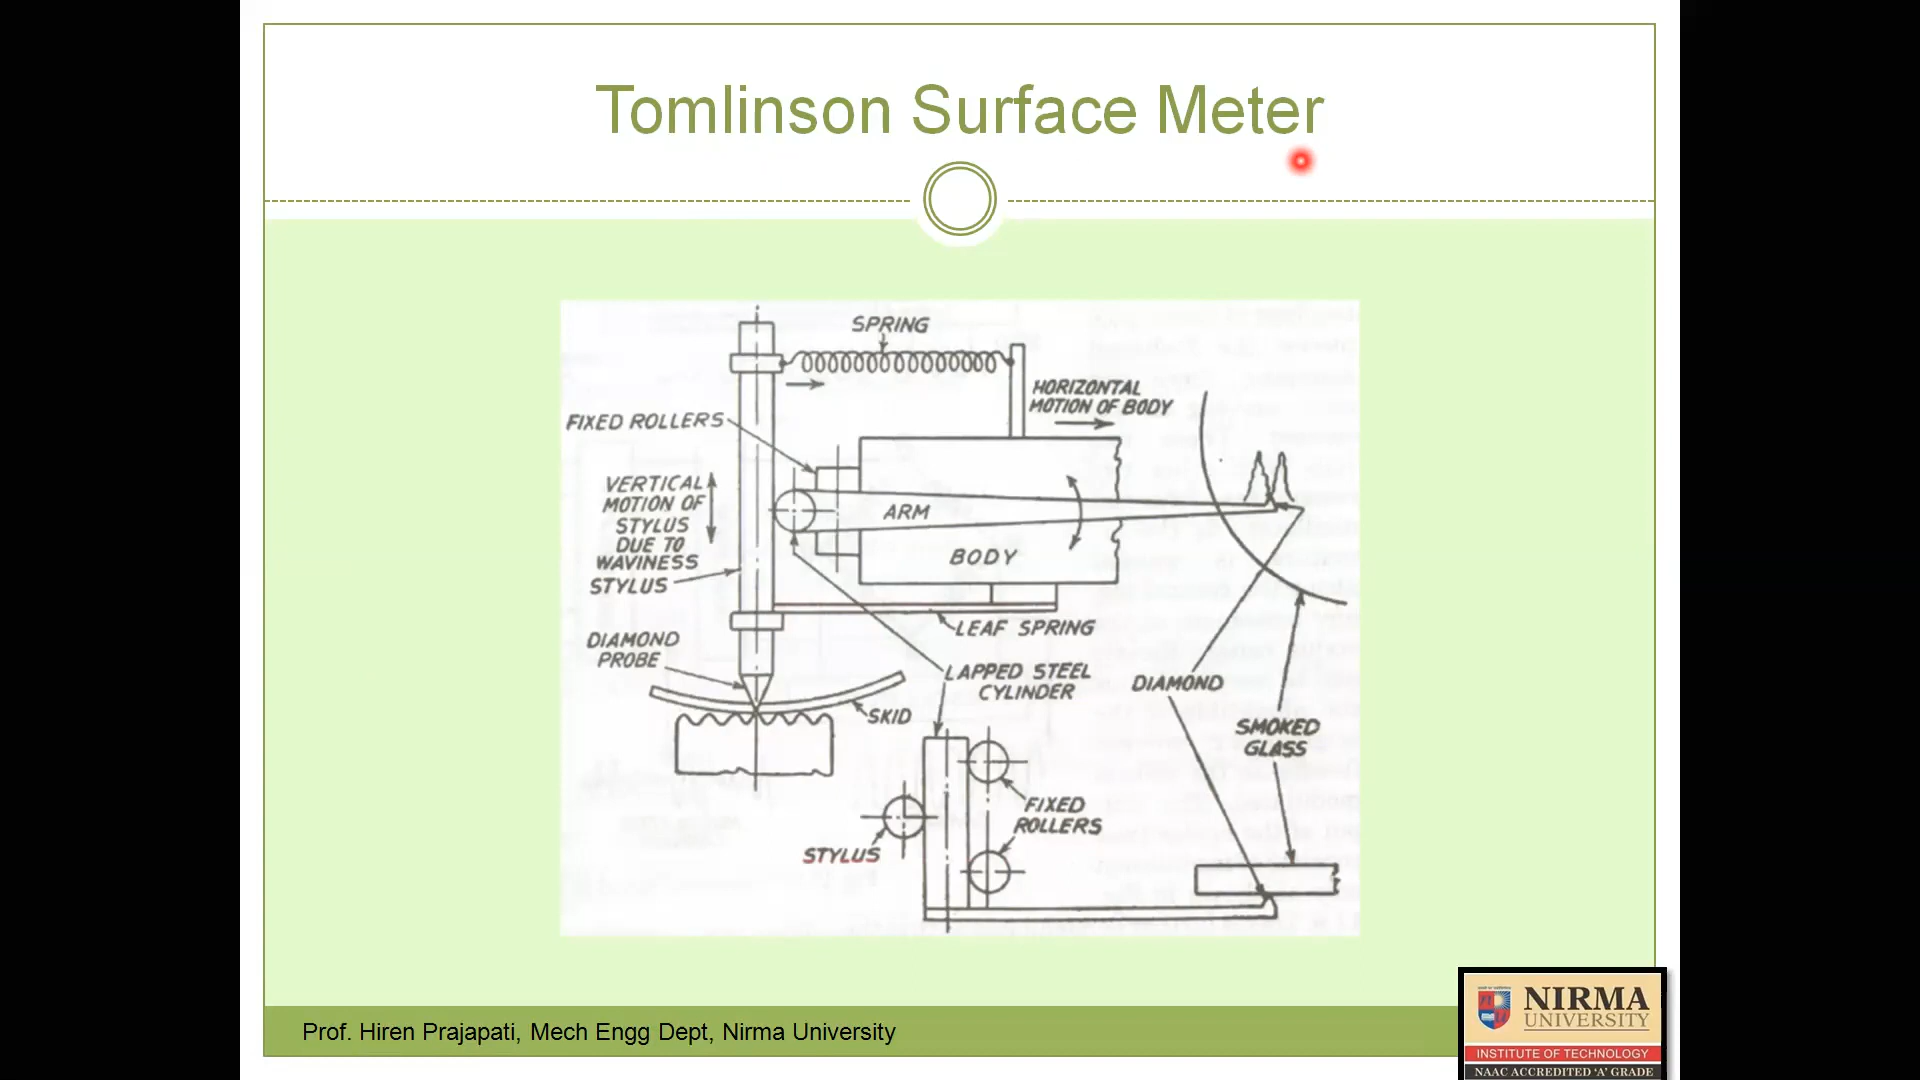 Tomlinson Surface Meter
SPRING
HORIZONTAL
MOTION OF BODY
FIXED ROLLERS
VERTICAL
MOTION OF
STYLUS
DUE TO
WAVINESS
STYLUS
ARM
BODY
LEAF SPRING
DIAMOND
PROBE
LAPPED STEEL
CYLINDER
SKID
DIAMOND
SMOKED
GLASS
FIXED
ROLLERS
STYLUS
Prof. Hiren Prajapati, Mech Engg Dept, Nirma University
NIRMA
UNIVERSITY
INSTITUTE OF TECHNOLOGY
NAAC ACCREDITED 'A' GRADE